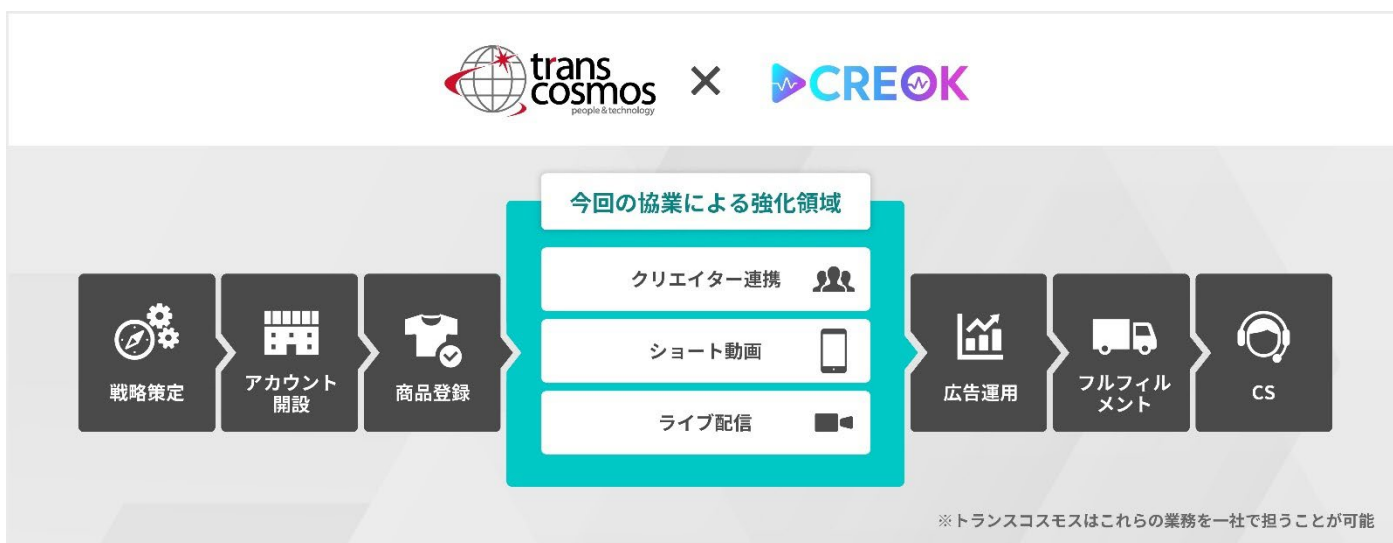 trans
cosmos
people & technology
×
CREOK
今回の協業による強化領域
クリエイター連携
ショート動画
ライブ配信
戦略策定
アカウント
開設
商品登録
広告運用
フルフィル
メント
CS
※トランスコスモスはこれらの業務を一社で担うことが可能